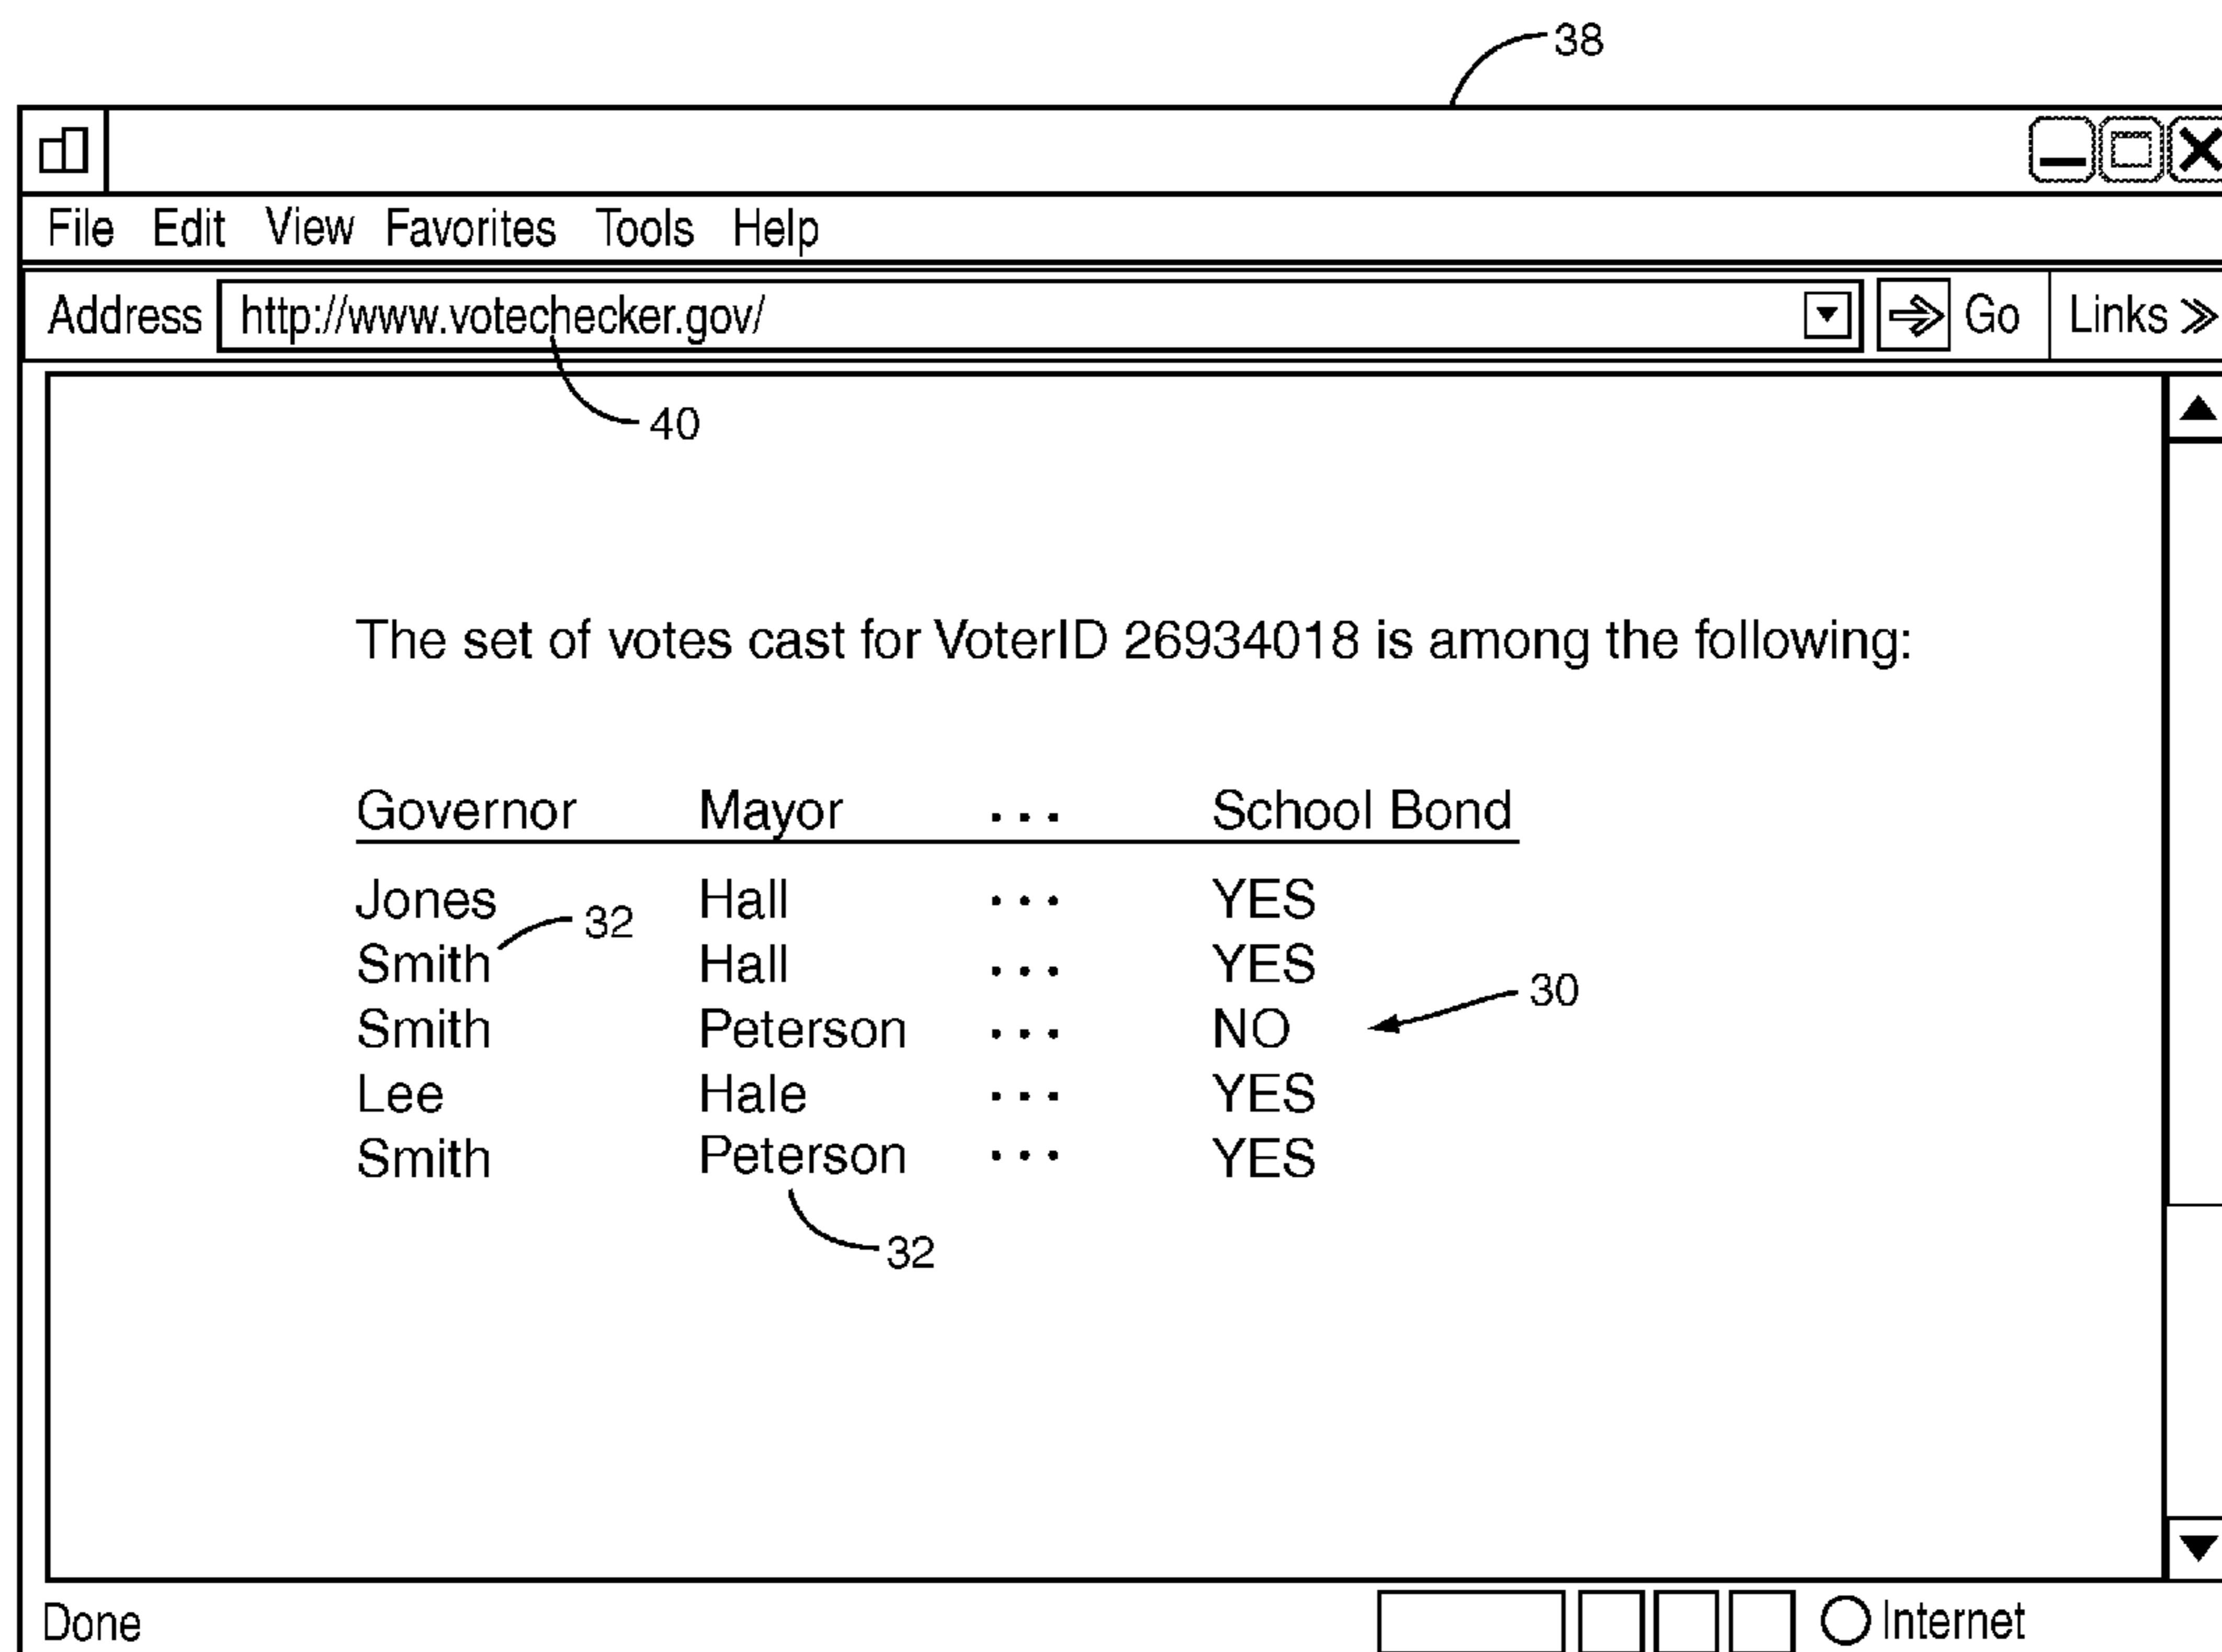 38
File Edit View Favorites Tools Help
Address http://www.votechecker.gov/ Go Links
40
The set of votes cast for VoterID 26934018 is among the following:
Governor Mayor ... School Bond
Jones Hall ... YES
32
Smith Hall ... YES
30
Smith Peterson ... NO
Lee Hale ... YES
Smith Peterson ... YES
32
Done Internet